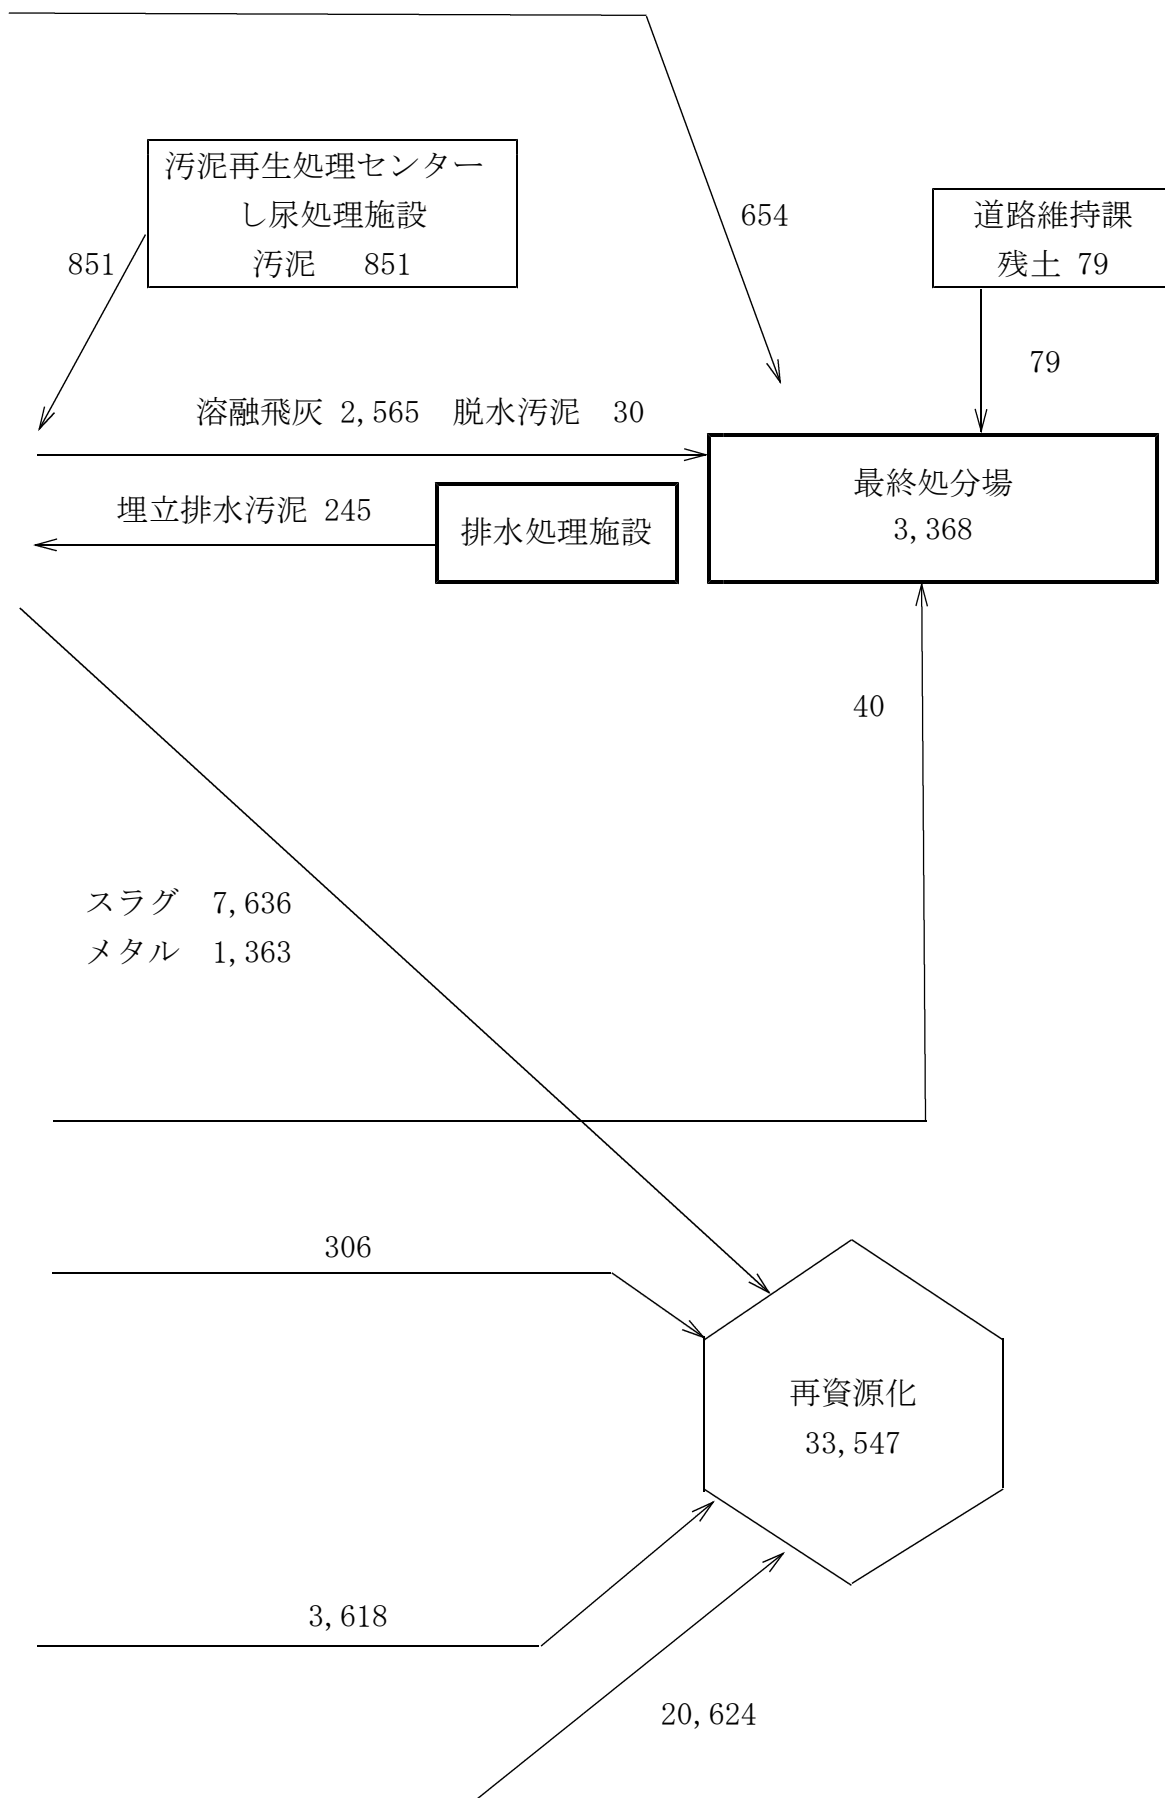 汚泥再生処理センター
し尿処理施設
汚泥　851
851
654
道路維持課
残土 79
79
溶融飛灰 2,565　脱水汚泥　30
最終処分場
3,368
埋立排水汚泥 245
排水処理施設
40
スラグ　7,636
メタル　1,363
306
再資源化
33,547
3,618
20,624